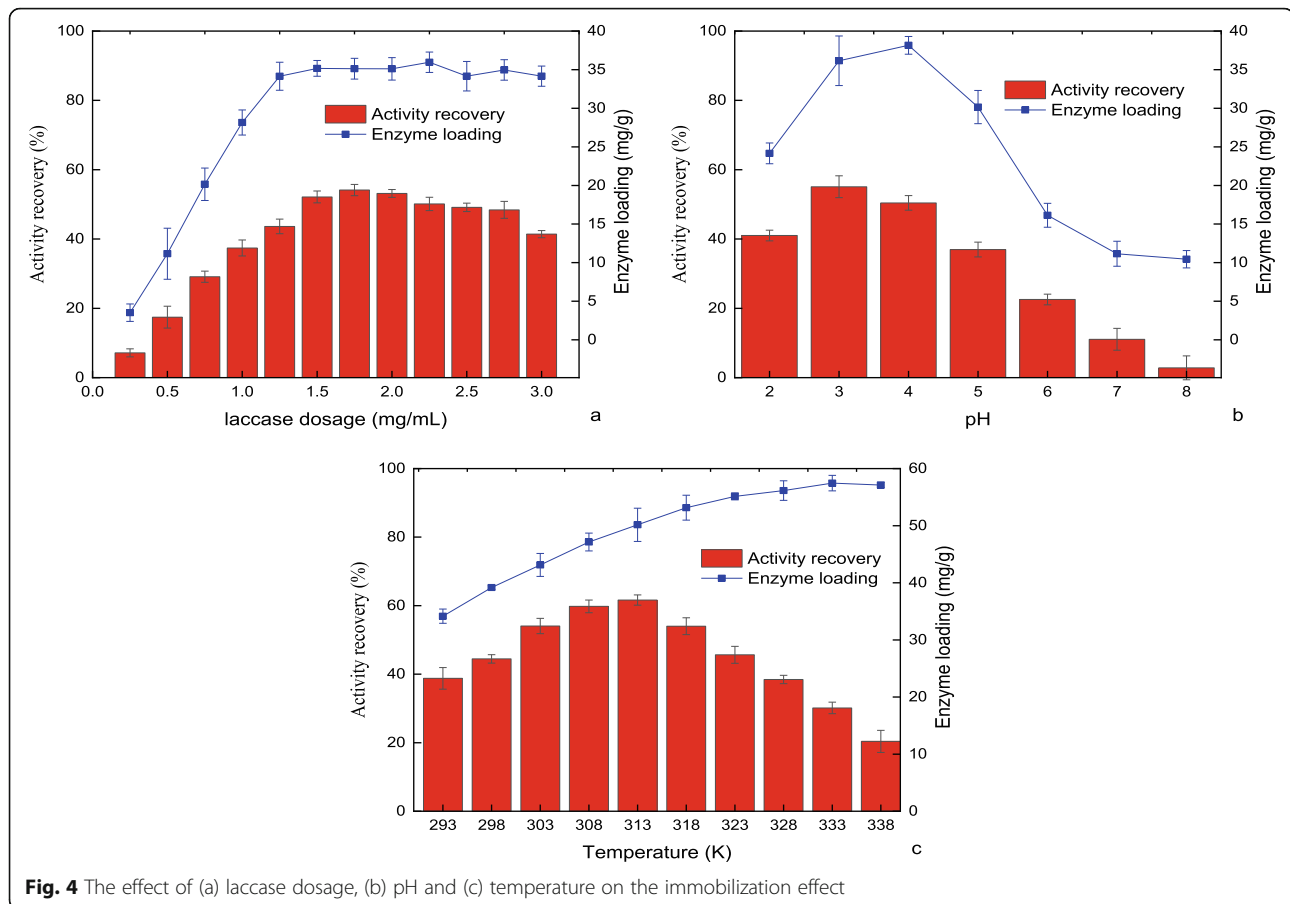 100
80
60
40
20
0
Activity recovery (%)
40
35
30
25
20
15
10
5
0
Enzyme loading (mg/g)
Activity recovery
Enzyme loading
0.0 0.5 1.0 1.5 2.0 2.5 3.0
laccase dosage (mg/mL)
a
100
80
60
40
20
0
Activity recovery (%)
40
35
30
25
20
15
10
5
0
Enzyme loading (mg/g)
Activity recovery
Enzyme loading
2 3 4 5 6 7 8
pH
b
100
80
60
40
20
0
Activity recovery (%)
60
50
40
30
20
10
0
Enzyme loading (mg/g)
Activity recovery
Enzyme loading
293 298 303 308 313 318 323 328 333 338
Temperature (K)
c
Fig. 4 The effect of (a) laccase dosage, (b) pH and (c) temperature on the immobilization effect